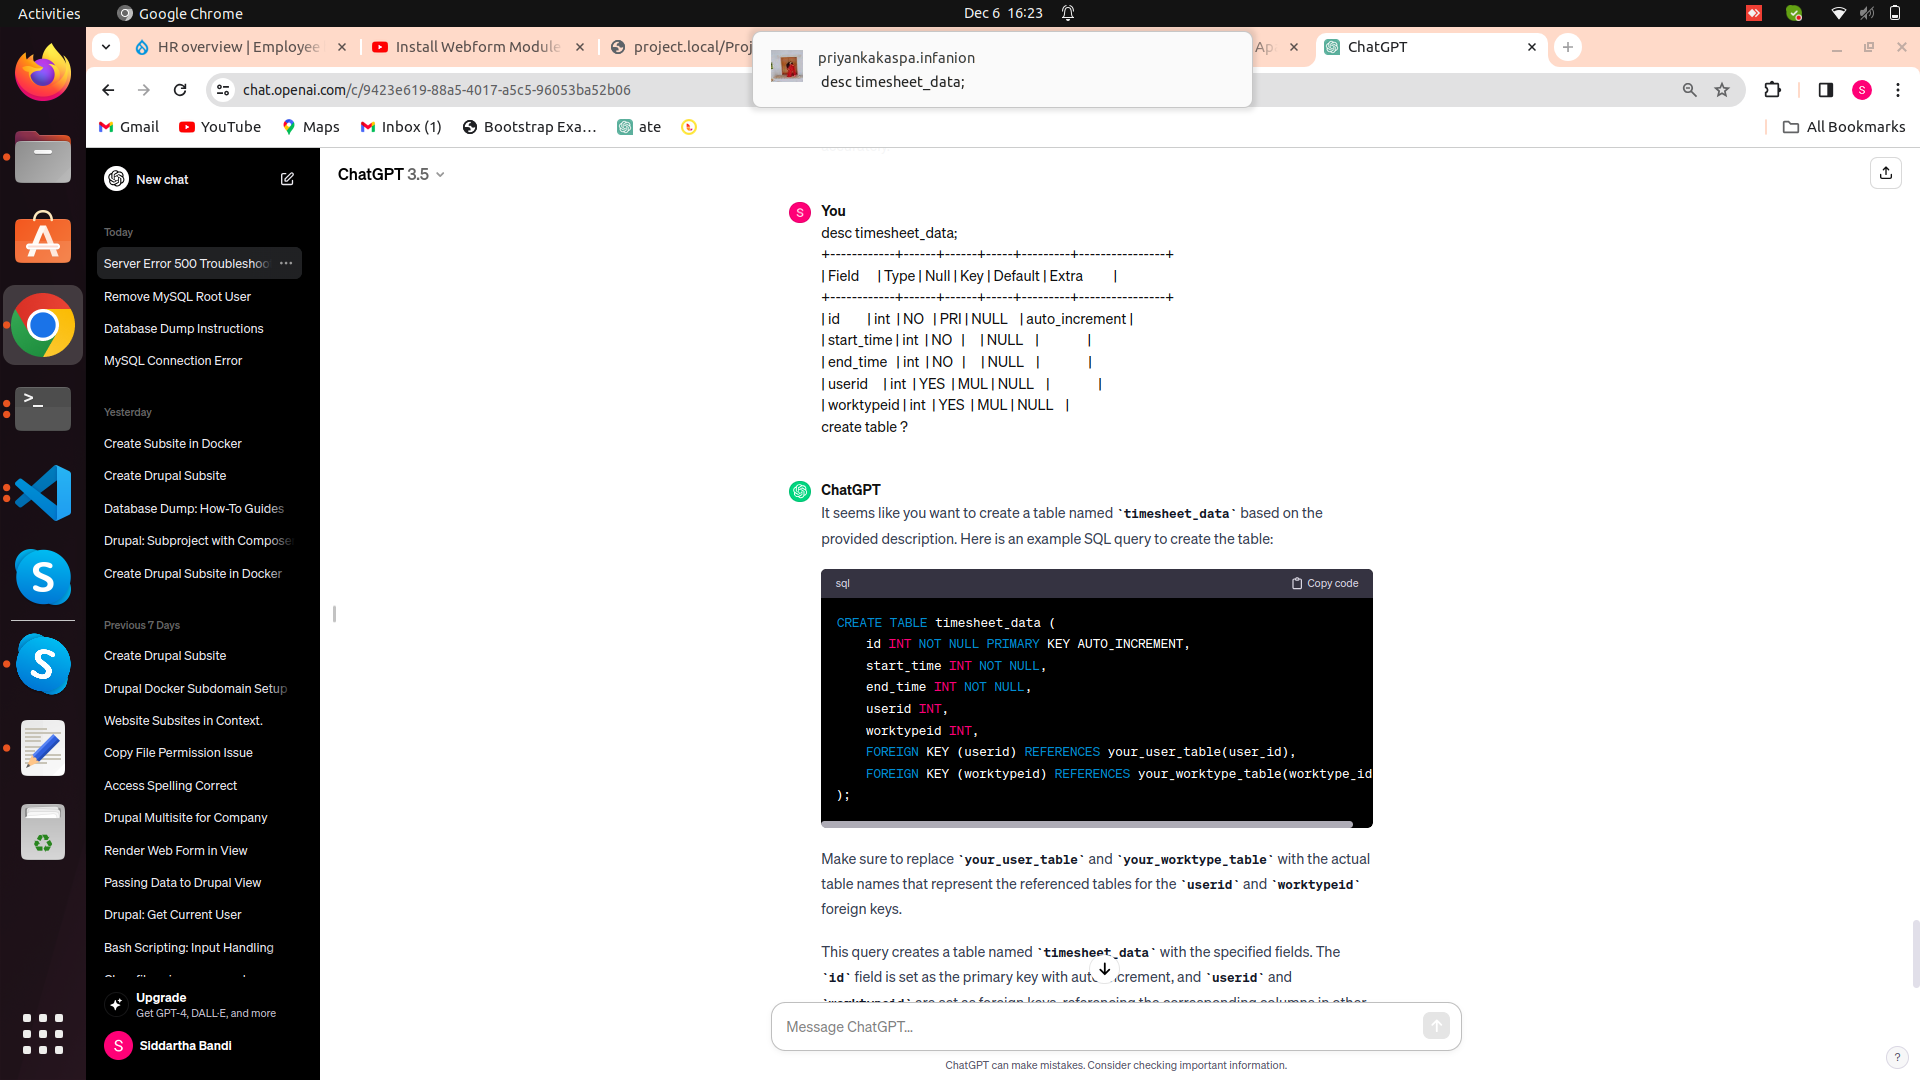 Activities
Google Chrome
Dec 6 16:23
HR overview | Employee
Install Webform Module
project.local/Proj
Ap
ChatGPT
priyankakaspa.infanion
desc timesheet_data;
chat.openai.com/c/9423e619-88a5-4017-a5c5-96053ba52b06
S
Gmail
YouTube
Maps
Inbox (1)
Bootstrap Exa...
ate
All Bookmarks
New chat
Today
Server Error 500 Troubleshoo
Remove MySQL Root User
Database Dump Instructions
MySQL Connection Error
Yesterday
Create Subsite in Docker
Create Drupal Subsite
Database Dump: How-To Guides
Drupal: Subproject with Compose
Create Drupal Subsite in Docker
Previous 7 Days
Create Drupal Subsite
Drupal Docker Subdomain Setup
Website Subsites in Context.
Copy File Permission Issue
Access Spelling Correct
Drupal Multisite for Company
Render Web Form in View
Passing Data to Drupal View
Drupal: Get Current User
Bash Scripting: Input Handling
Upgrade
Get GPT-4, DALL·E, and more
S
Siddartha Bandi
ChatGPT 3.5
S
You
desc timesheet_data;
+------------+------+------+-----+---------+----------------+
| Field | Type | Null | Key | Default | Extra |
+------------+------+------+-----+---------+----------------+
| id | int | NO | PRI | NULL | auto_increment |
| start_time | int | NO | | NULL | |
| end_time | int | NO | | NULL | |
| userid | int | YES | MUL | NULL | |
| worktypeid | int | YES | MUL | NULL |
create table ?
ChatGPT
It seems like you want to create a table named `timesheet_data` based on the
provided description. Here is an example SQL query to create the table:
sql
Copy code
CREATE TABLE timesheet_data (
id INT NOT NULL PRIMARY KEY AUTO_INCREMENT,
start_time INT NOT NULL,
end_time INT NOT NULL,
userid INT,
worktypeid INT,
FOREIGN KEY (userid) REFERENCES your_user_table(user_id),
FOREIGN KEY (worktypeid) REFERENCES your_worktype_table(worktype_id
);
Make sure to replace `your_user_table` and `your_worktype_table` with the actual
table names that represent the referenced tables for the `userid` and `worktypeid`
foreign keys.
This query creates a table named `timesheet_data` with the specified fields. The
`id` field is set as the primary key with auto crement, and `userid` and
`worktypeid` are set as foreign keys, referencing the corresponding columns in other
Message ChatGPT...
ChatGPT can make mistakes. Consider checking important information.
?